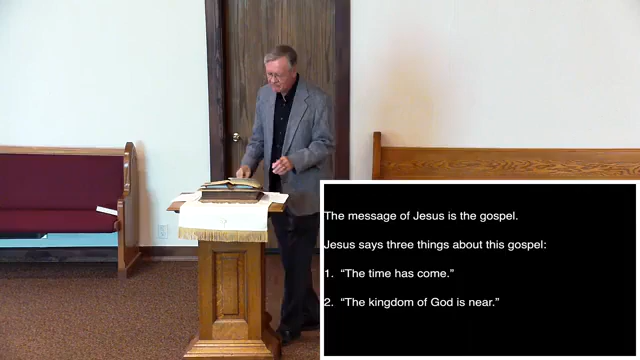 The message of Jesus is the gospel.
Jesus says three things about this gospel:
1. “The time has come.”
2. “The kingdom of God is near.”